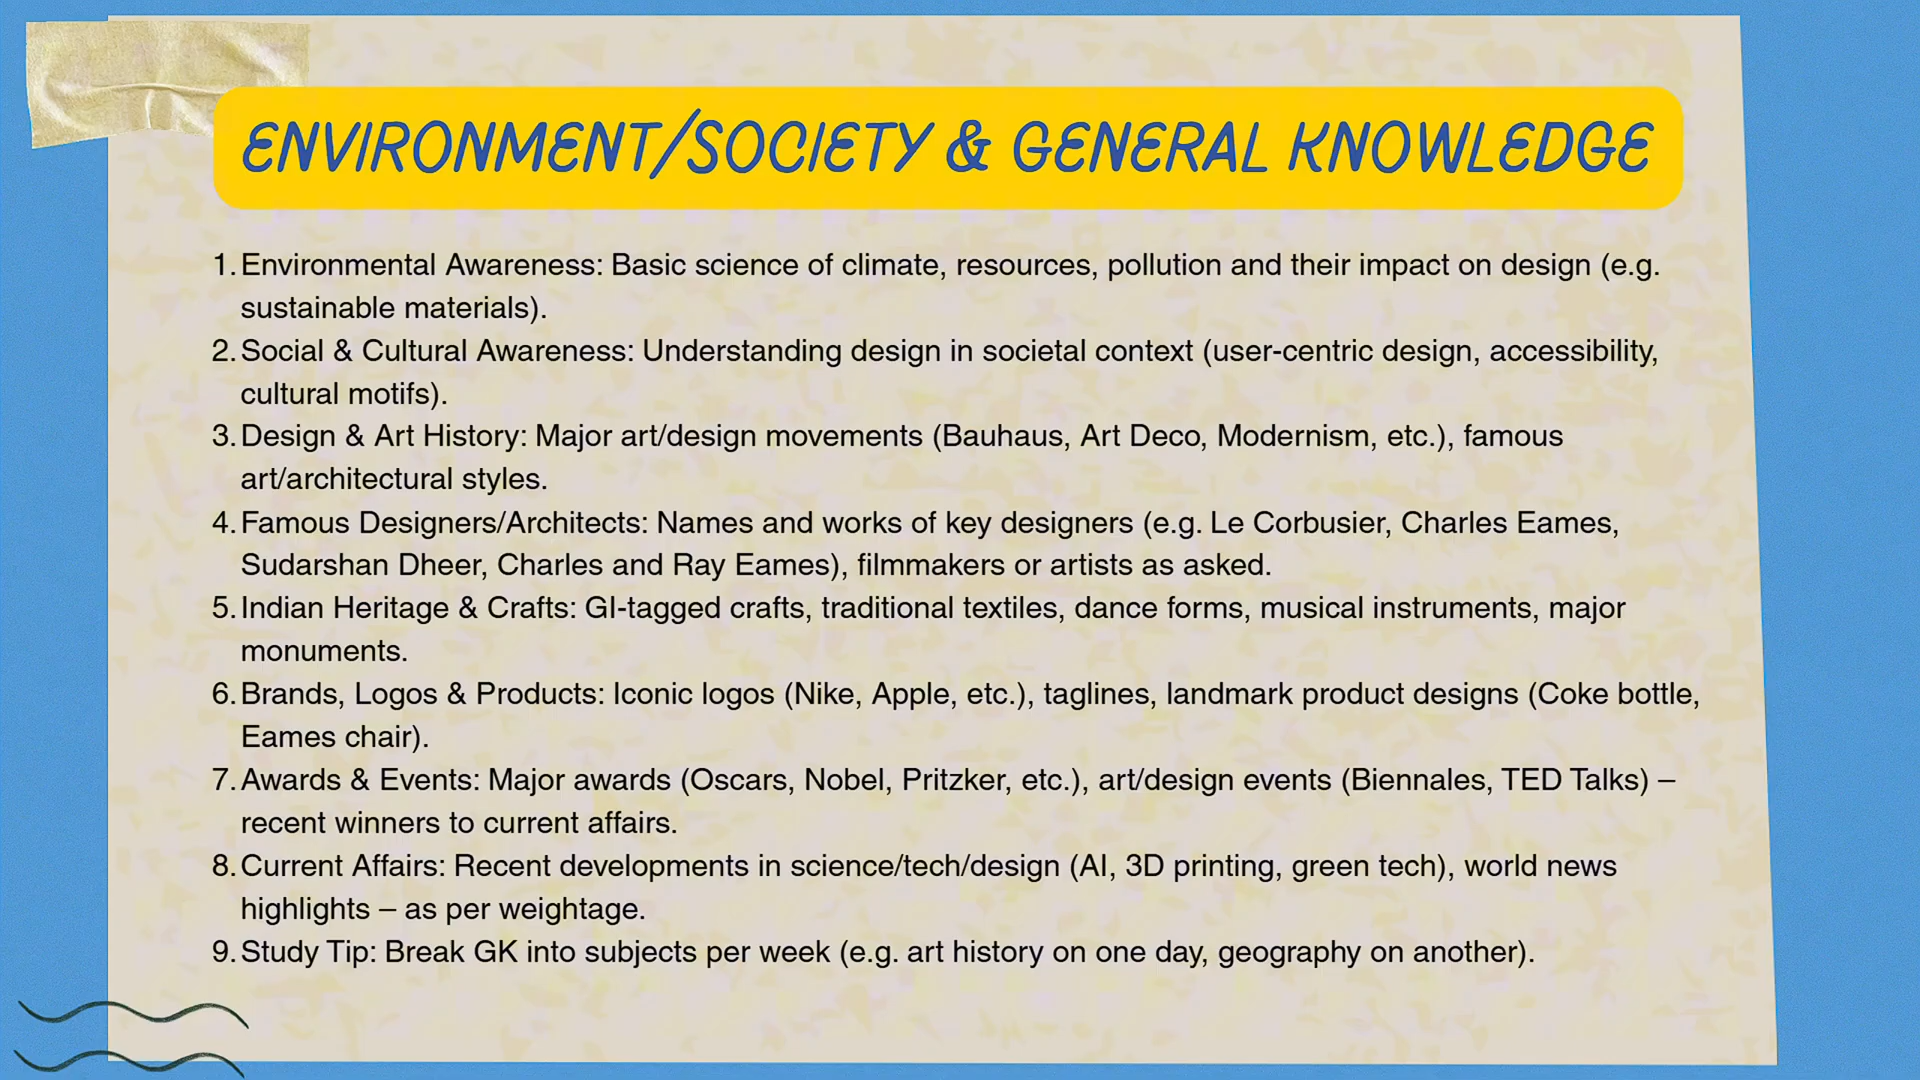 ENVIRONMENT/SOCIETY & GENERAL KNOWLEDGE
1. Environmental Awareness: Basic science of climate, resources, pollution and their impact on design (e.g.
sustainable materials).
2. Social & Cultural Awareness: Understanding design in societal context (user-centric design, accessibility,
cultural motifs).
3. Design & Art History: Major art/design movements (Bauhaus, Art Deco, Modernism, etc.), famous
art/architectural styles.
4. Famous Designers/Architects: Names and works of key designers (e.g. Le Corbusier, Charles Eames,
Sudarshan Dheer, Charles and Ray Eames), filmmakers or artists as asked.
5. Indian Heritage & Crafts: GI-tagged crafts, traditional textiles, dance forms, musical instruments, major
monuments.
6. Brands, Logos & Products: Iconic logos (Nike, Apple, etc.), taglines, landmark product designs (Coke bottle,
Eames chair).
7. Awards & Events: Major awards (Oscars, Nobel, Pritzker, etc.), art/design events (Biennales, TED Talks) –
recent winners to current affairs.
8. Current Affairs: Recent developments in science/tech/design (AI, 3D printing, green tech), world news
highlights – as per weightage.
9. Study Tip: Break GK into subjects per week (e.g. art history on one day, geography on another).